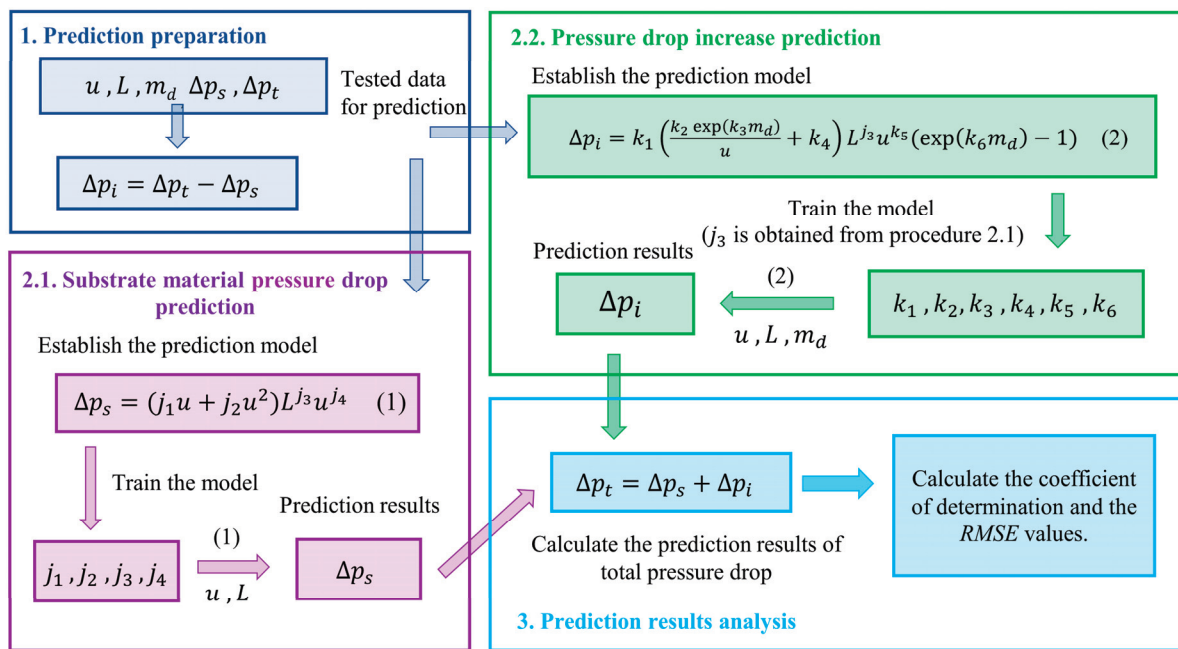 1. Prediction preparation
u , L , m_d Δp_s , Δp_t
Δp_i = Δp_t − Δp_s
Tested data
for prediction
2.1. Substrate material pressure drop
prediction
Establish the prediction model
Δp_s = (j_1 u + j_2 u^2)L^{j_3} u^{j_4} (1)
Train the model
j_1 , j_2 , j_3 , j_4
(1)
u , L
Prediction results
Δp_s
2.2. Pressure drop increase prediction
Establish the prediction model
Δp_i = k_1 (\frac{k_2 exp(k_3 m_d)}{u} + k_4) L^{j_3} u^{k_5} (exp(k_6 m_d) − 1) (2)
Train the model
(j_3 is obtained from procedure 2.1)
k_1 , k_2, k_3 , k_4, k_5 , k_6
(2)
u , L , m_d
Prediction results
Δp_i
Δp_t = Δp_s + Δp_i
Calculate the prediction results of
total pressure drop
Calculate the coefficient
of determination and the
RMSE values.
3. Prediction results analysis